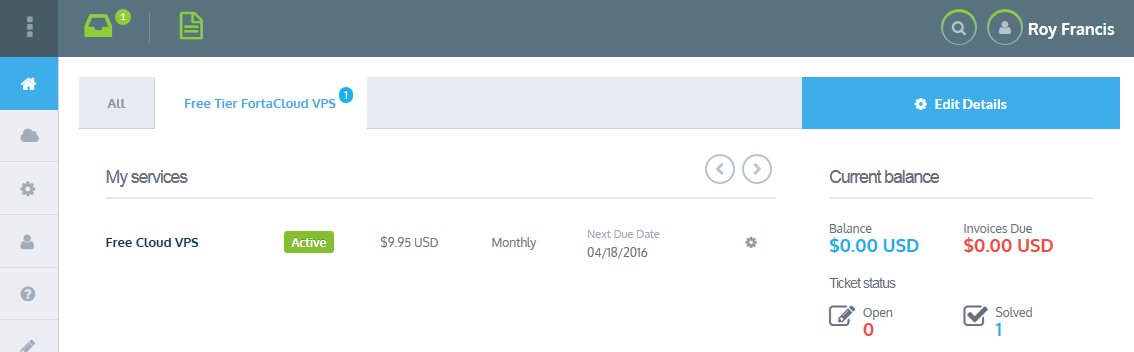 1
Roy Francis
All
Free Tier FortaCloud VPS 1
Edit Details
My services
Free Cloud VPS
Active
$9.95 USD
Monthly
Next Due Date
04/18/2016
Current balance
Balance
$0.00 USD
Invoices Due
$0.00 USD
Ticket status
Open
0
Solved
1